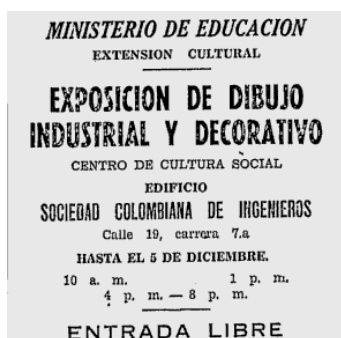 MINISTERIO DE EDUCACION
EXTENSION CULTURAL
EXPOSICION DE DIBUJO
INDUSTRIAL Y DECORATIVO
CENTRO DE CULTURA SOCIAL
EDIFICIO
SOCIEDAD COLOMBIANA DE INGENIEROS
Calle 19, carrera 7.a
HASTA EL 5 DE DICIEMBRE.
10 a. m. 1 p. m.
4 p. m. — 8 p. m.
ENTRADA LIBRE